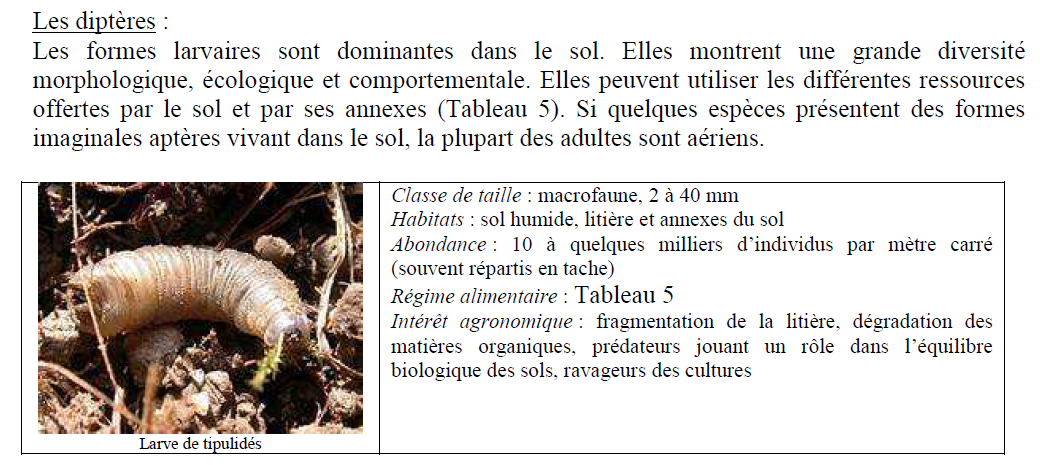 Les diptères :
Les formes larvaires sont dominantes dans le sol. Elles montrent une grande diversité
morphologique, écologique et comportementale. Elles peuvent utiliser les différentes ressources
offertes par le sol et par ses annexes (Tableau 5). Si quelques espèces présentent des formes
imaginales aptères vivant dans le sol, la plupart des adultes sont aériens.
Larve de tipulidés
Classe de taille : macrofaune, 2 à 40 mm
Habitats : sol humide, litière et annexes du sol
Abondance : 10 à quelques milliers d’individus par mètre carré
(souvent répartis en tache)
Régime alimentaire : Tableau 5
Intérêt agronomique : fragmentation de la litière, dégradation des
matières organiques, prédateurs jouant un rôle dans l’équilibre
biologique des sols, ravageurs des cultures